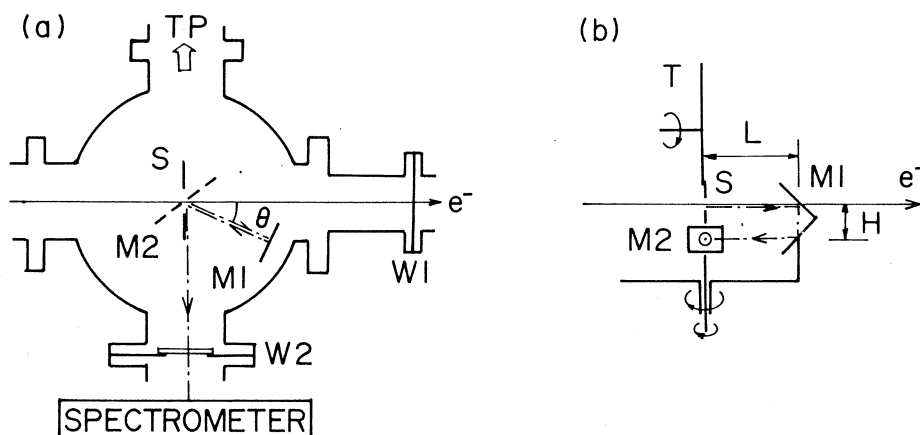 (a)
TP
S
e-
θ
M2
M1
W1
W2
SPECTROMETER
(b)
T
L
M1
S
e-
H
M2